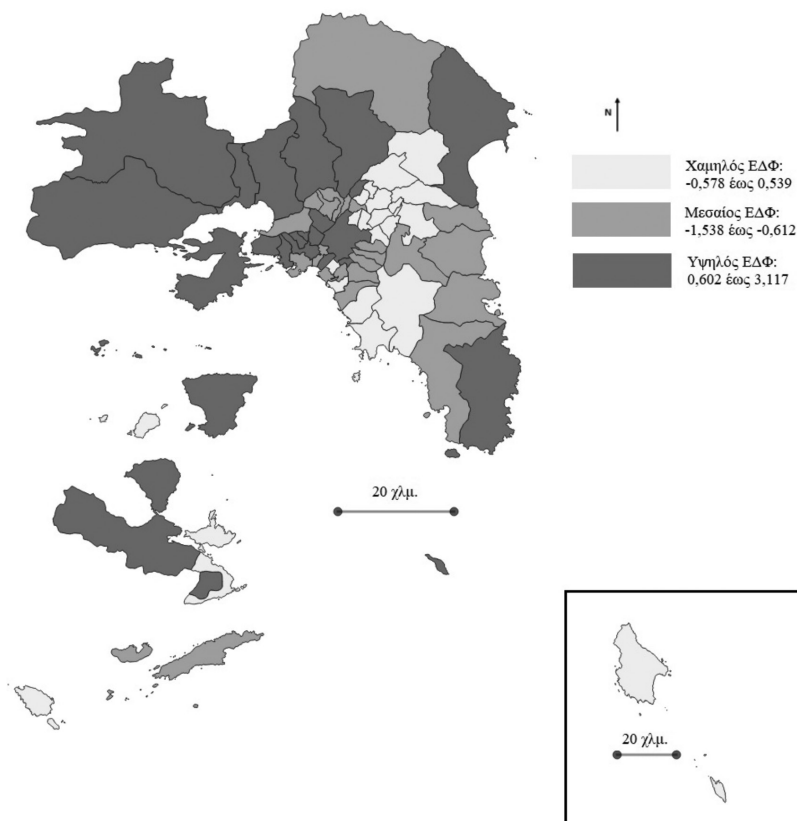 N
Χαμηλός ΕΔΦ:
-0,578 έως 0,539
Μεσαίος ΕΔΦ:
-1,538 έως -0,612
Υψηλός ΕΔΦ:
0,602 έως 3,117
20 χλμ.
20 χλμ.